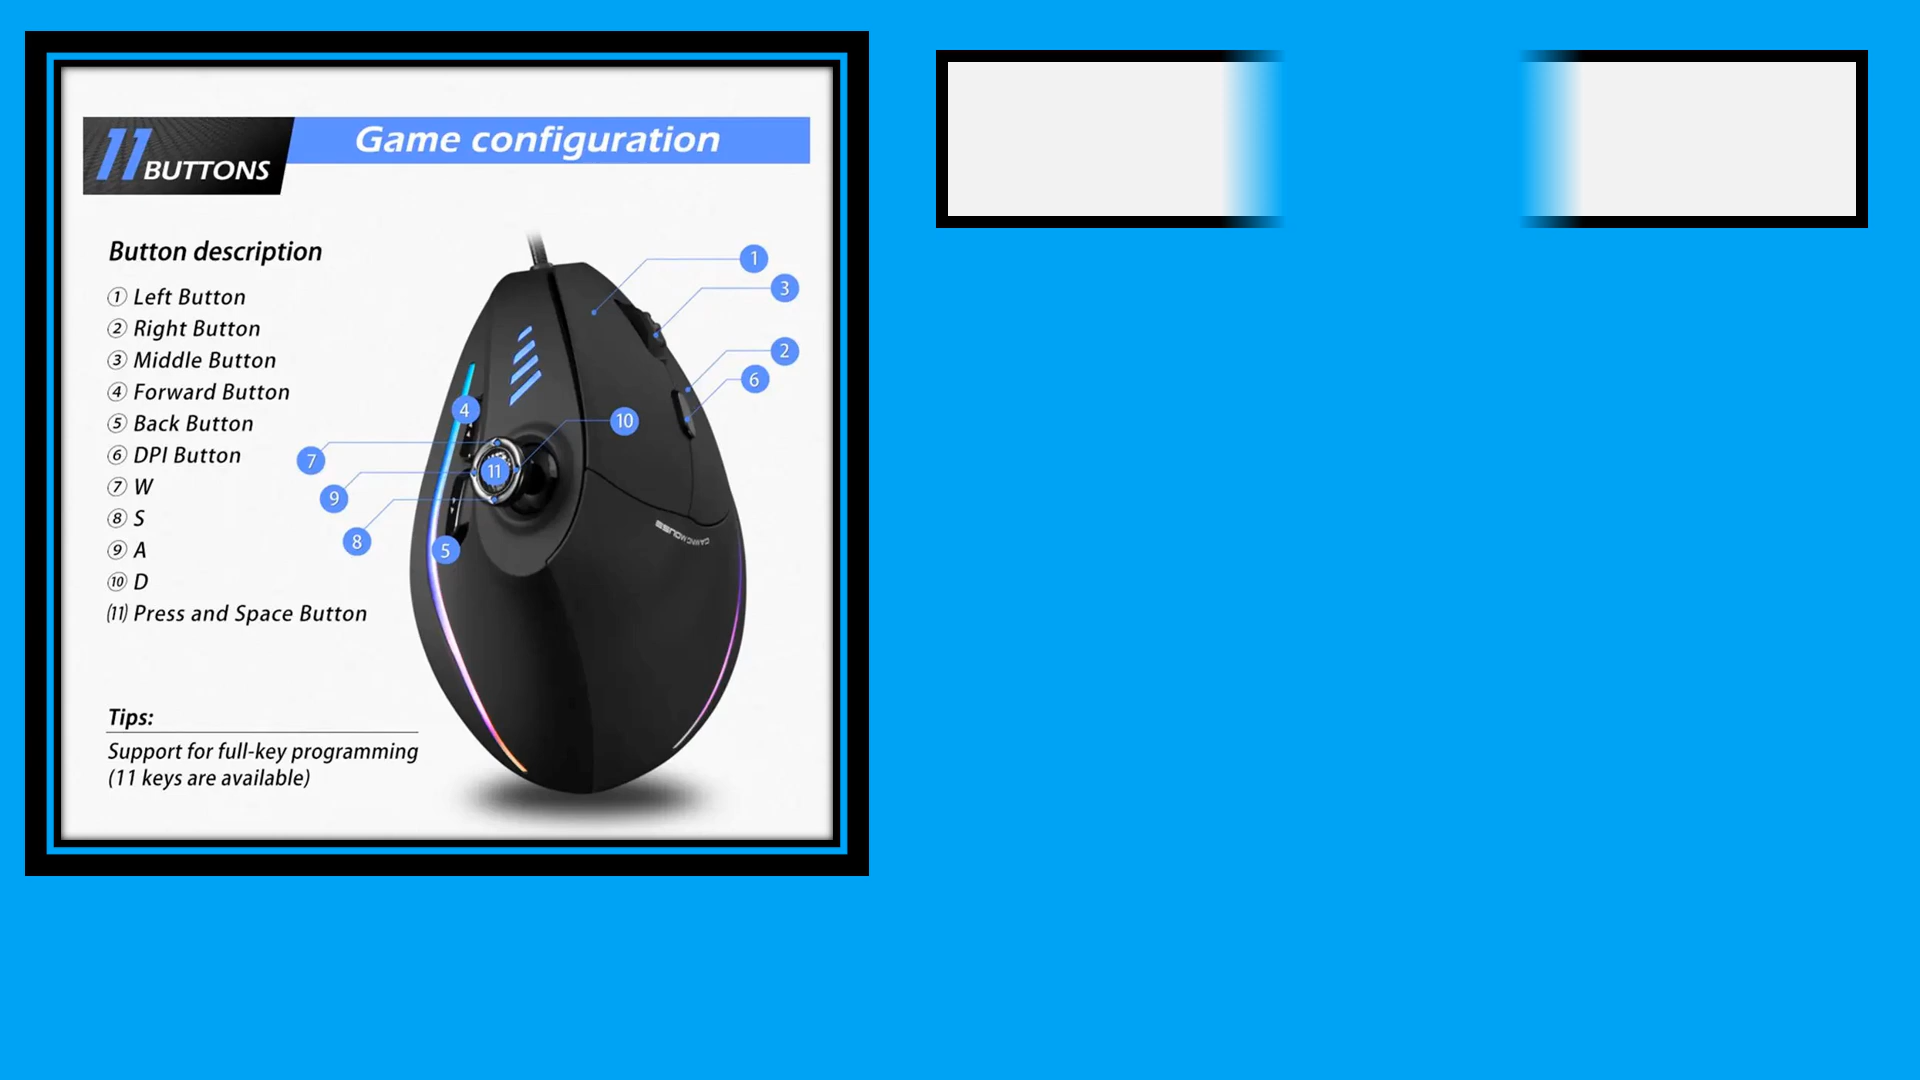 11 BUTTONS
Game configuration
Button description
① Left Button
② Right Button
③ Middle Button
④ Forward Button
⑤ Back Button
⑥ DPI Button
⑦ W
⑧ S
⑨ A
⑩ D
(11) Press and Space Button
Tips:
Support for full-key programming
(11 keys are available)
1
3
2
6
4
10
7
11
9
8
5
GAMING MOUSE